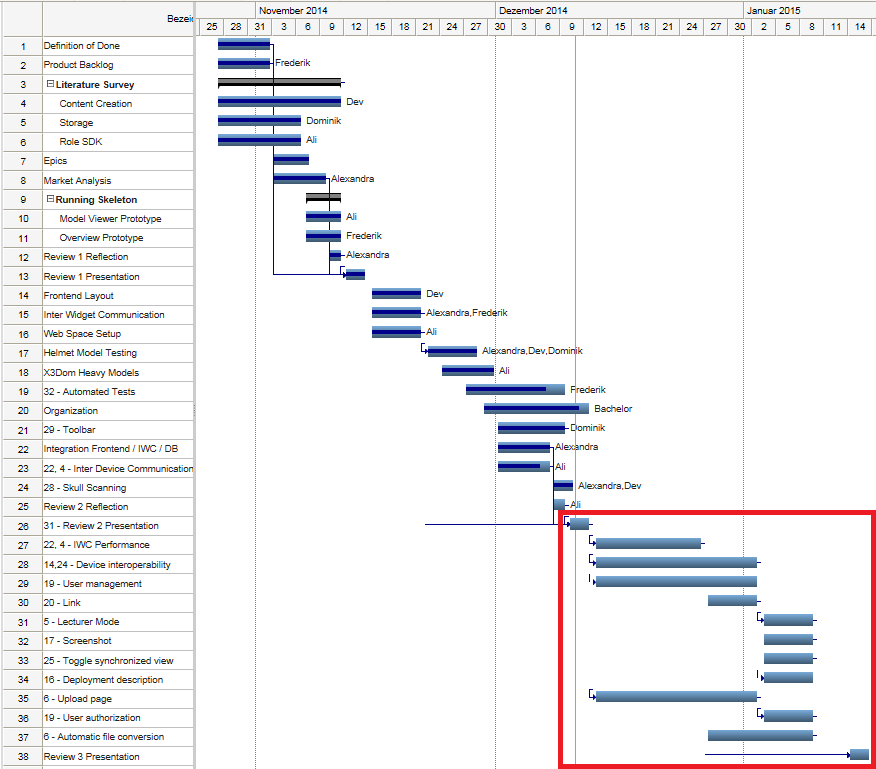 Bezeic
November 2014
Dezember 2014
Januar 2015
25 28 31 3 6 9 12 15 18 21 24 27 30 3 6 9 12 15 18 21 24 27 30 2 5 8 11 14
1 Definition of Done
2 Product Backlog Frederik
3 Literature Survey
4 Content Creation Dev
5 Storage Dominik
6 Role SDK Ali
7 Epics
8 Market Analysis Alexandra
9 Running Skeleton
10 Model Viewer Prototype Ali
11 Overview Prototype Frederik
12 Review 1 Reflection Alexandra
13 Review 1 Presentation
14 Frontend Layout Dev
15 Inter Widget Communication Alexandra,Frederik
16 Web Space Setup Ali
17 Helmet Model Testing Alexandra,Dev,Dominik
18 X3Dom Heavy Models Ali
19 32 - Automated Tests Frederik
20 Organization Bachelor
21 29 - Toolbar Dominik
22 Integration Frontend / IWC / DB Alexandra
23 22, 4 - Inter Device Communication Ali
24 28 - Skull Scanning Alexandra,Dev
25 Review 2 Reflection Ali
26 31 - Review 2 Presentation
27 22, 4 - IWC Performance
28 14,24 - Device interoperability
29 19 - User management
30 20 - Link
31 5 - Lecturer Mode
32 17 - Screenshot
33 25 - Toggle synchronized view
34 16 - Deployment description
35 6 - Upload page
36 19 - User authorization
37 6 - Automatic file conversion
38 Review 3 Presentation